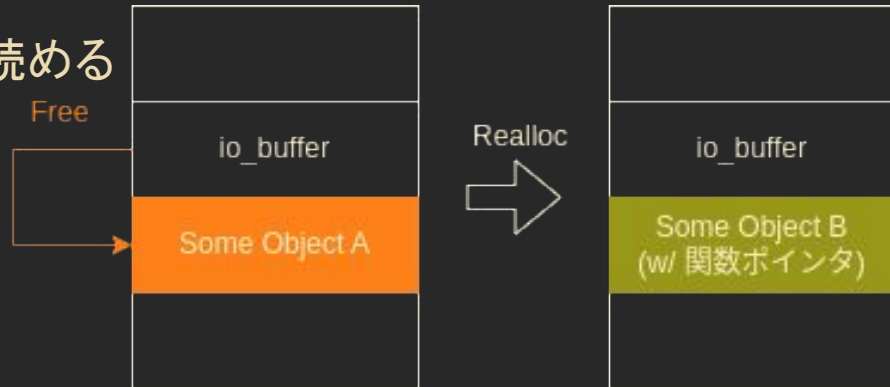 読める
Free
io_buffer
Realloc
io_buffer
Some Object A
Some Object B
(w/ 関数ポインタ)